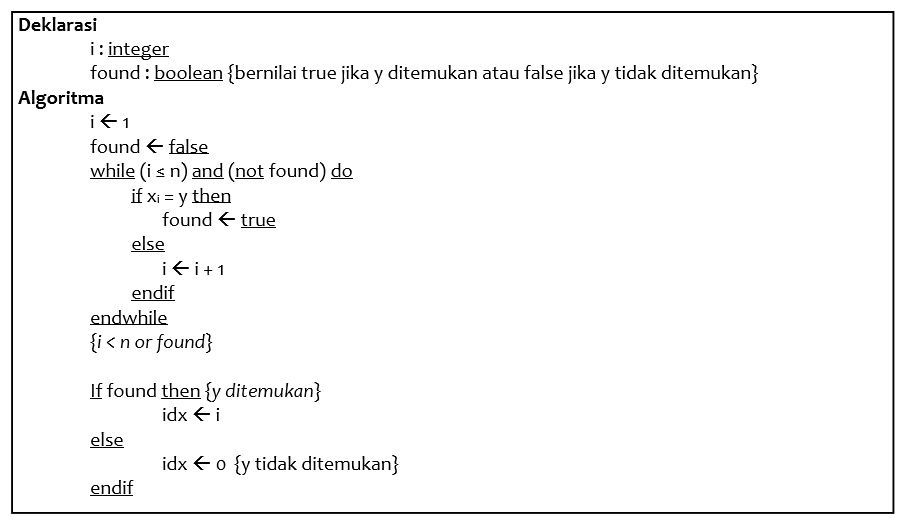 Deklarasi
i : integer
found : boolean {bernilai true jika y ditemukan atau false jika y tidak ditemukan}
Algoritma
i ← 1
found ← false
while (i ≤ n) and (not found) do
if xᵢ = y then
found ← true
else
i ← i + 1
endif
endwhile
{i < n or found}
If found then {y ditemukan}
idx ← i
else
idx ← 0 {y tidak ditemukan}
endif